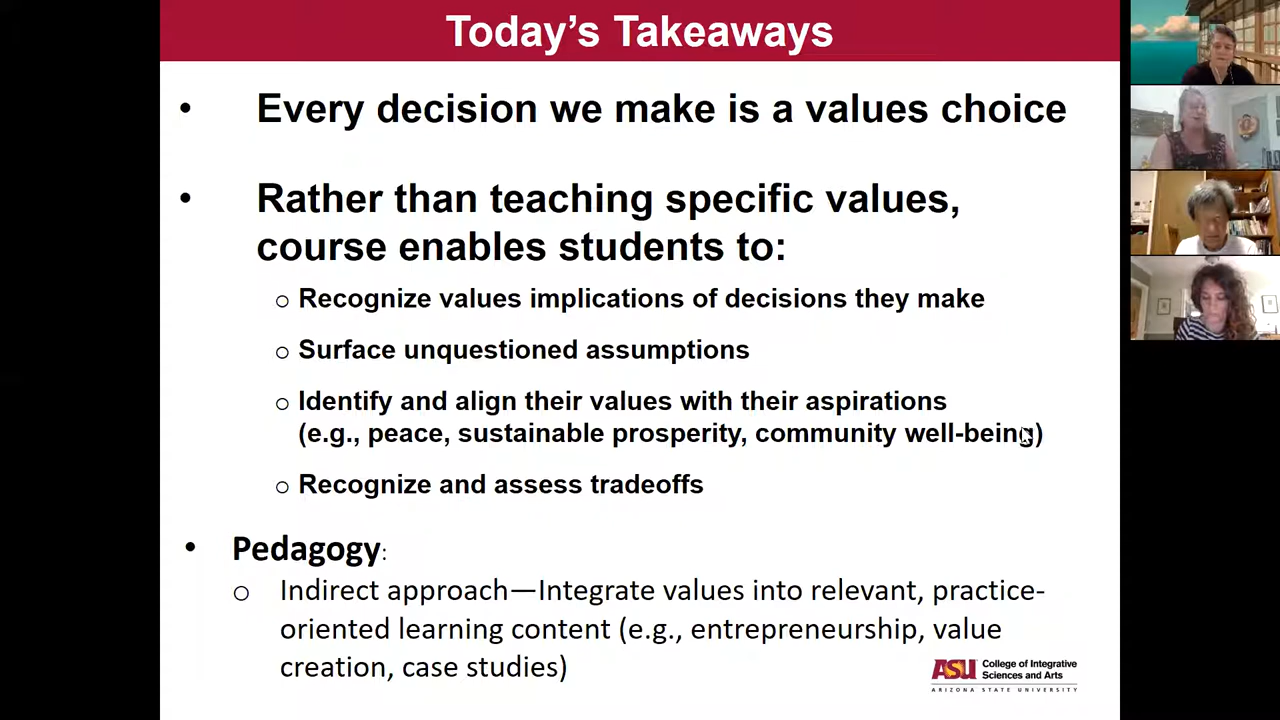 Today's Takeaways
• Every decision we make is a values choice
• Rather than teaching specific values,
course enables students to:
○ Recognize values implications of decisions they make
○ Surface unquestioned assumptions
○ Identify and align their values with their aspirations
(e.g., peace, sustainable prosperity, community well-being)
○ Recognize and assess tradeoffs
• Pedagogy:
○ Indirect approach—Integrate values into relevant, practice-
oriented learning content (e.g., entrepreneurship, value
creation, case studies)
ASU College of Integrative
Sciences and Arts
ARIZONA STATE UNIVERSITY